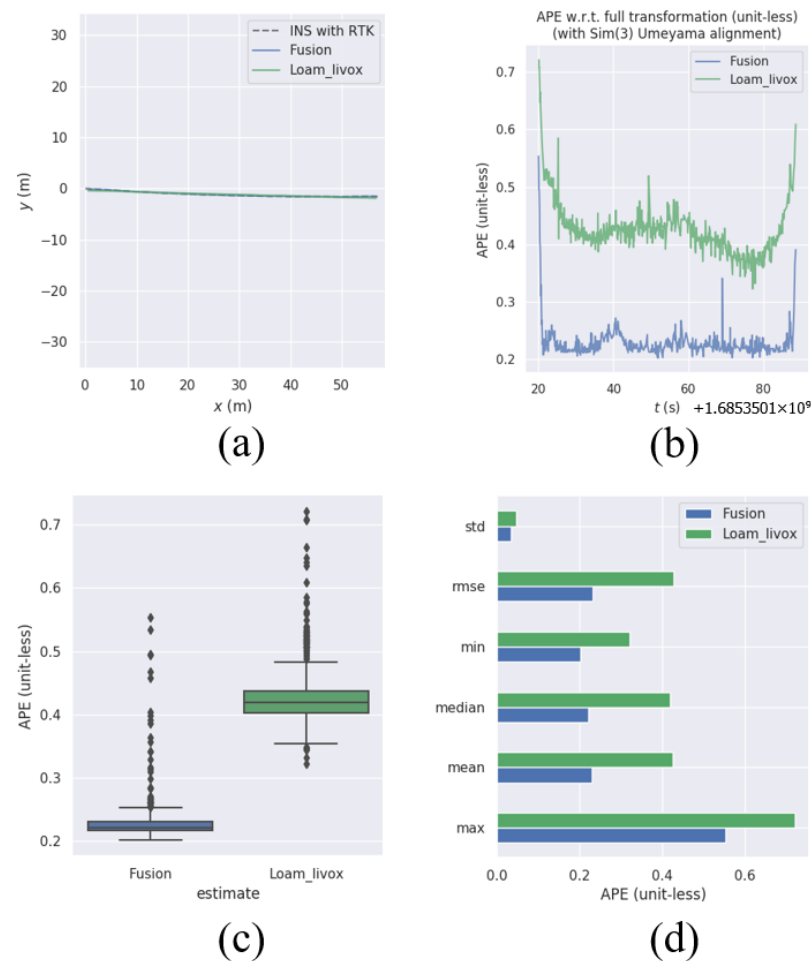 INS with RTK
Fusion
Loam_livox
30
20
10
0
−10
−20
−30
y (m)
0
10
20
30
40
50
x (m)
(a)
APE w.r.t. full transformation (unit-less)
(with Sim(3) Umeyama alignment)
Fusion
Loam_livox
0.7
0.6
0.5
0.4
0.3
0.2
APE (unit-less)
20
40
60
80
t (s) +1.6853501×10⁹
(b)
0.7
0.6
0.5
0.4
0.3
0.2
APE (unit-less)
Fusion
Loam_livox
estimate
(c)
Fusion
Loam_livox
std
rmse
min
median
mean
max
0.0
0.2
0.4
0.6
APE (unit-less)
(d)